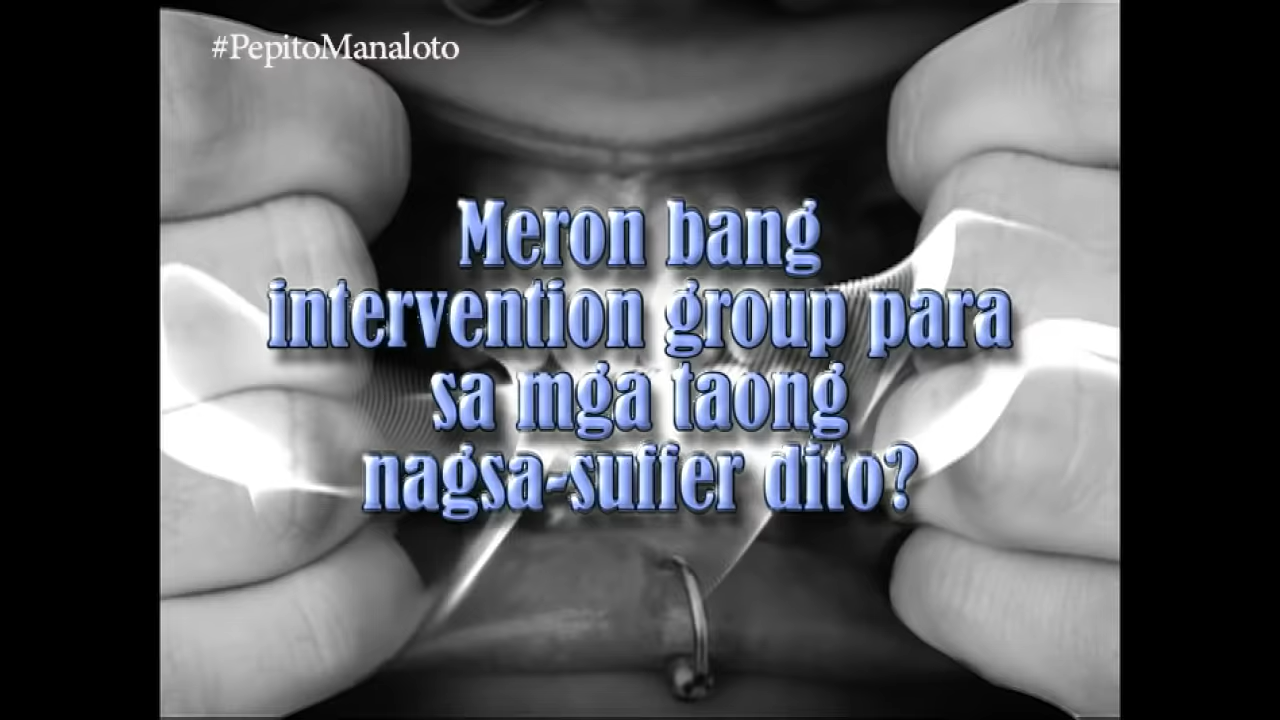 #PepitoManaloto
Meron bang
intervention group para
sa mga taong
nagsa-suffer dito?